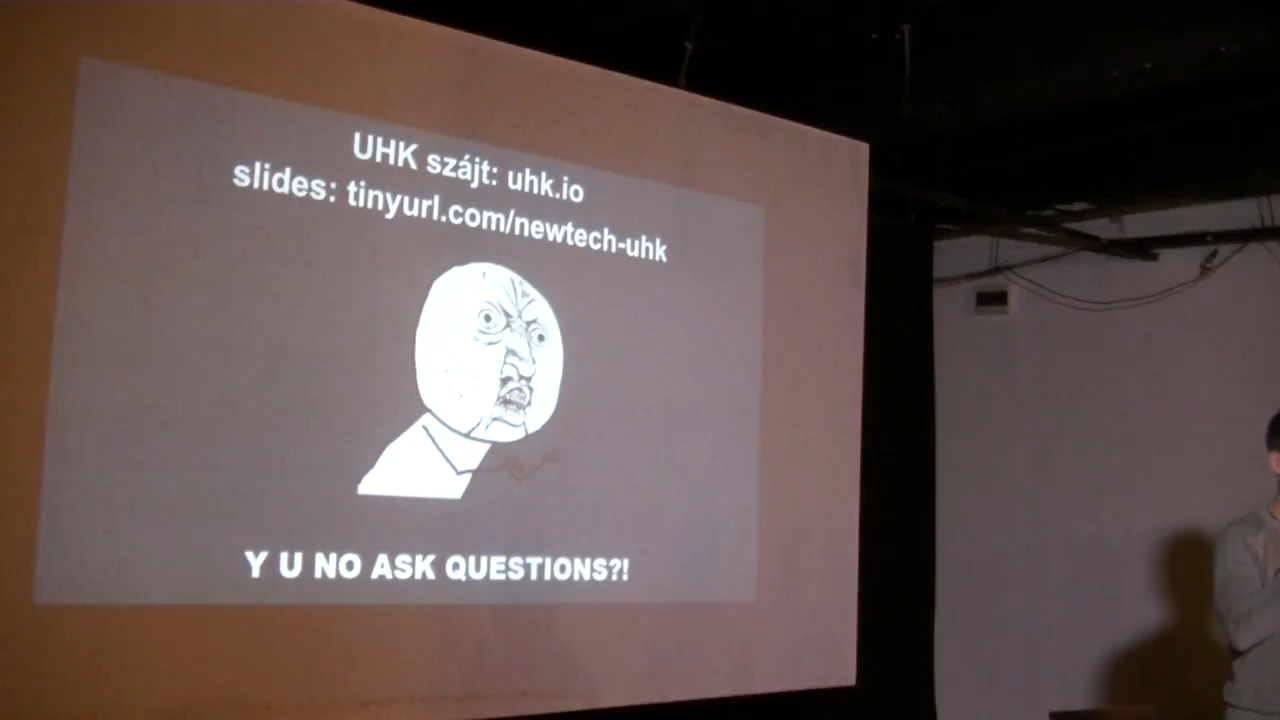 UHK szájt: uhk.io
slides: tinyurl.com/newtech-uhk
Y U NO ASK QUESTIONS?!